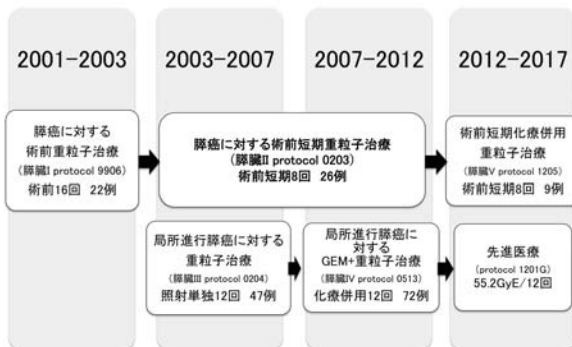 2001-2003
2003-2007
2007-2012
2012-2017
膵癌に対する
術前重粒子治療
(膵臓I protocol 9906)
術前16回 22例
膵癌に対する術前短期重粒子治療
(膵臓II protocol 0203)
術前短期8回 26例
術前短期化療併用
重粒子治療
(膵臓V protocol 1205)
術前短期8回 9例
局所進行膵癌に対する
重粒子治療
(膵臓III protocol 0204)
照射単独12回 47例
局所進行膵癌に
対する
GEM+重粒子治療
(膵臓IV protocol 0513)
化療併用12回 72例
先進医療
(protocol 1201G)
55.2GyE/12回